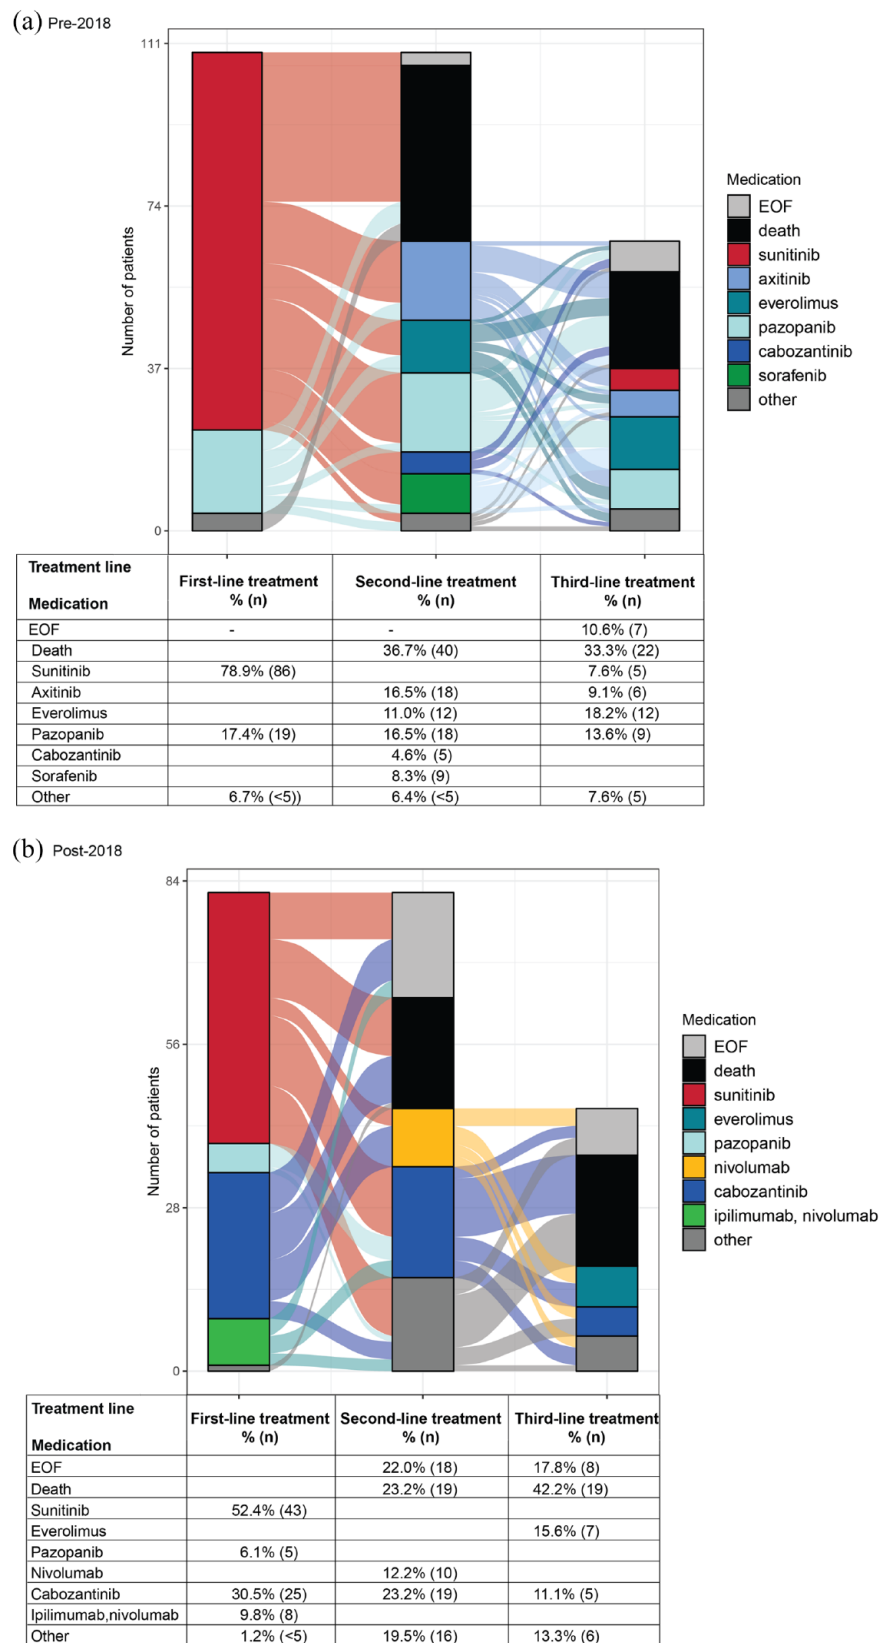 (a) Pre-2018
111
74
37
0
Number of patients
Medication
EOF
death
sunitinib
axitinib
everolimus
pazopanib
cabozantinib
sorafenib
other
Treatment line
Medication
First-line treatment % (n)
Second-line treatment % (n)
Third-line treatment % (n)
EOF - - 10.6% (7)
Death 36.7% (40) 33.3% (22)
Sunitinib 78.9% (86) 7.6% (5)
Axitinib 16.5% (18) 9.1% (6)
Everolimus 11.0% (12) 18.2% (12)
Pazopanib 17.4% (19) 16.5% (18) 13.6% (9)
Cabozantinib 4.6% (5)
Sorafenib 8.3% (9)
Other 6.7% (<5)) 6.4% (<5) 7.6% (5)
(b) Post-2018
84
56
28
0
Number of patients
Medication
EOF
death
sunitinib
everolimus
pazopanib
nivolumab
cabozantinib
ipilimumab, nivolumab
other
Treatment line
Medication
First-line treatment % (n)
Second-line treatment % (n)
Third-line treatment % (n)
EOF 22.0% (18) 17.8% (8)
Death 23.2% (19) 42.2% (19)
Sunitinib 52.4% (43)
Everolimus 15.6% (7)
Pazopanib 6.1% (5)
Nivolumab 12.2% (10)
Cabozantinib 30.5% (25) 23.2% (19) 11.1% (5)
Ipilimumab,nivolumab 9.8% (8)
Other 1.2% (<5) 19.5% (16) 13.3% (6)